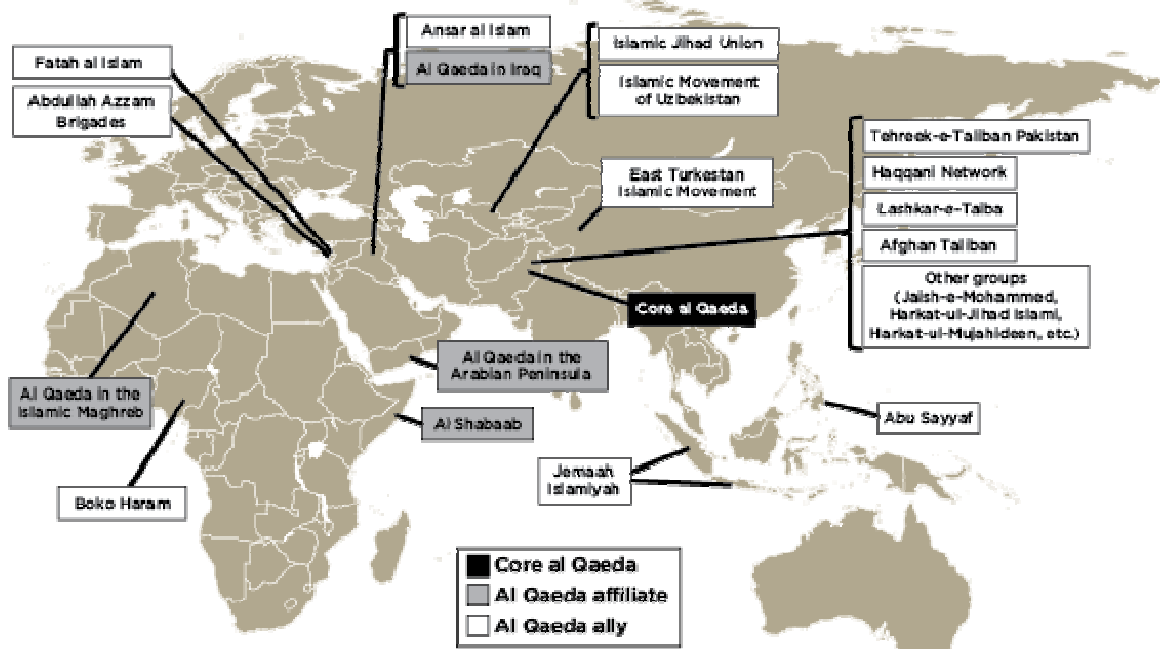 Ansar al Islam
Al Qaeda in Iraq
Islamic Jihad Union
Islamic Movement
of Uzbekistan
Fatah al Islam
Abdullah Azzam
Brigades
Tehreek-e-Taliban Pakistan
Haqqani Network
Lashkar-e-Taiba
Afghan Taliban
Other groups
(Jaish-e-Mohammed,
Harkat-ul-Jihad Islami,
Harkat-ul-Mujahideen, etc.)
East Turkestan
Islamic Movement
Core al Qaeda
Al Qaeda in the
Arabian Peninsula
Al Qaeda in the
Islamic Maghreb
Al Shabaab
Abu Sayyaf
Jemaah
Islamiyah
Boko Haram
Core al Qaeda
Al Qaeda affiliate
Al Qaeda ally